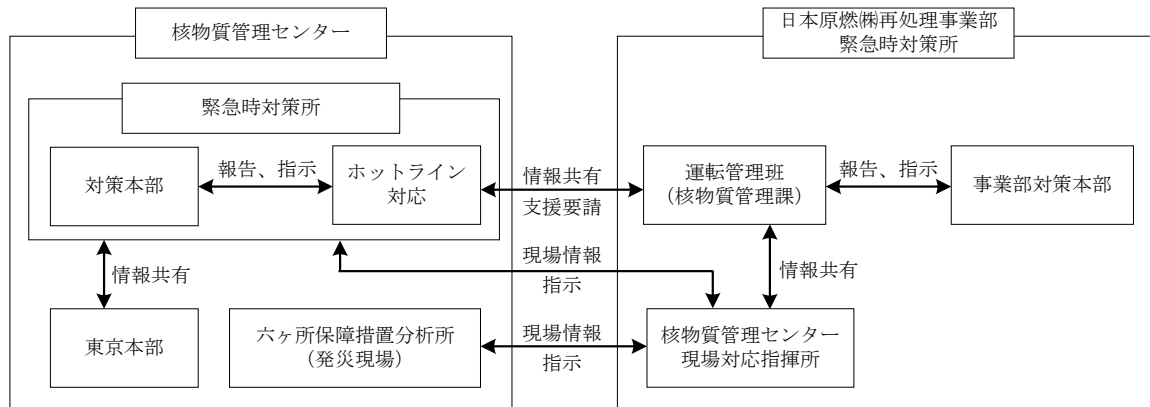 核物質管理センター
日本原燃㈱再処理事業部
緊急時対策所
緊急時対策所
対策本部
報告、指示
ホットライン
対応
情報共有
支援要請
運転管理班
(核物質管理課)
報告、指示
事業部対策本部
情報共有
現場情報
指示
情報共有
東京本部
六ヶ所保障措置分析所
(発災現場)
現場情報
指示
核物質管理センター
現場対応指揮所